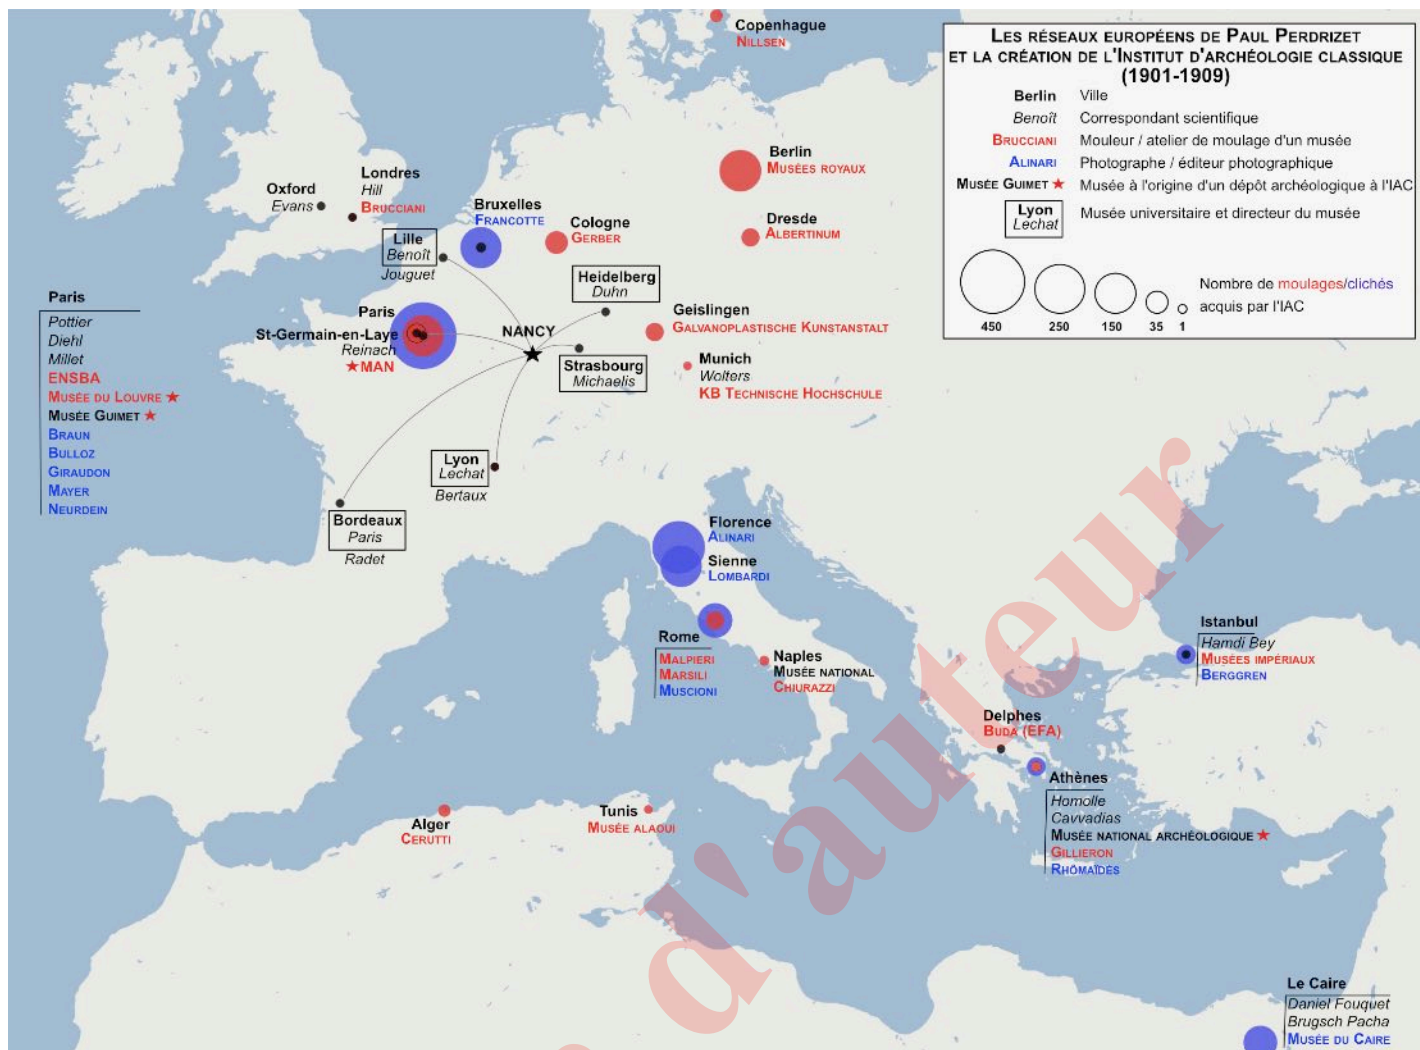 Copenhague
Nillsen
Les réseaux européens de Paul Perdrizet
et la création de l'Institut d'archéologie classique
(1901-1909)
Berlin Ville
Benoît Correspondant scientifique
Brucciani Mouleur / atelier de moulage d'un musée
Alinari Photographe / éditeur photographique
Musée Guimet ★ Musée à l'origine d'un dépôt archéologique à l'IAC
Lyon
Lechat
Musée universitaire et directeur du musée
Nombre de moulages/clichés
acquis par l'IAC
450 250 150 35 1
Berlin
Musées royaux
Londres
Hill
Brucciani
Oxford
Evans
Bruxelles
Francotte
Cologne
Gerber
Dresde
Albertinum
Lille
Benoît
Jouguet
Heidelberg
Duhn
Paris
Pottier
Diehl
Millet
ENSBA
Musée du Louvre ★
Musée Guimet ★
Braun
Bulloz
Giraudon
Mayer
Neurdein
Paris
St-Germain-en-Laye
Reinach
★ MAN
NANCY
Geislingen
Galvanoplastische Kunstanstalt
Strasbourg
Michaelis
Munich
Wolters
KB Technische Hochschule
Lyon
Lechat
Bertaux
Bordeaux
Paris
Radet
Florence
Alinari
Sienne
Lombardi
Rome
Malpieri
Marsili
Muscioni
Naples
Musée national
Chiurazzi
Istanbul
Hamdi Bey
Musées impériaux
Berggren
Delphes
Buda (EFA)
Athènes
Homolle
Cavvadias
Musée national archéologique ★
Gillieron
Rhômaïdès
Alger
Cerutti
Tunis
Musée alaoui
Le Caire
Daniel Fouquet
Brugsch Pacha
Musée du Caire
d'auteur